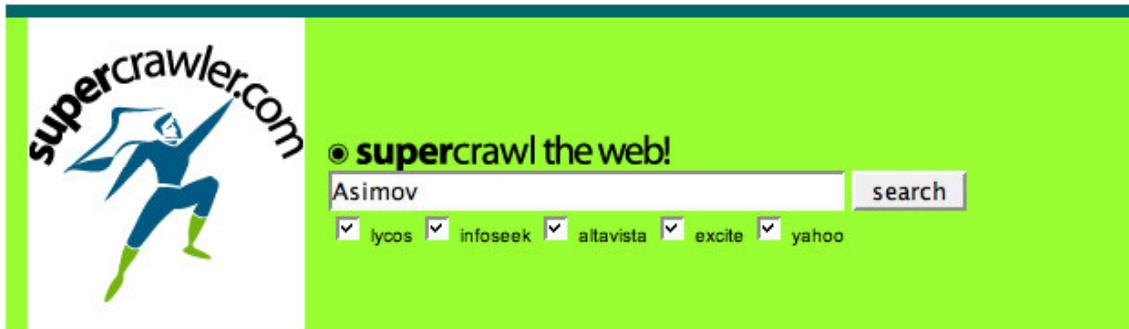 supercrawler.com
supercrawl the web!
Asimov search
lycos infoseek altavista excite yahoo